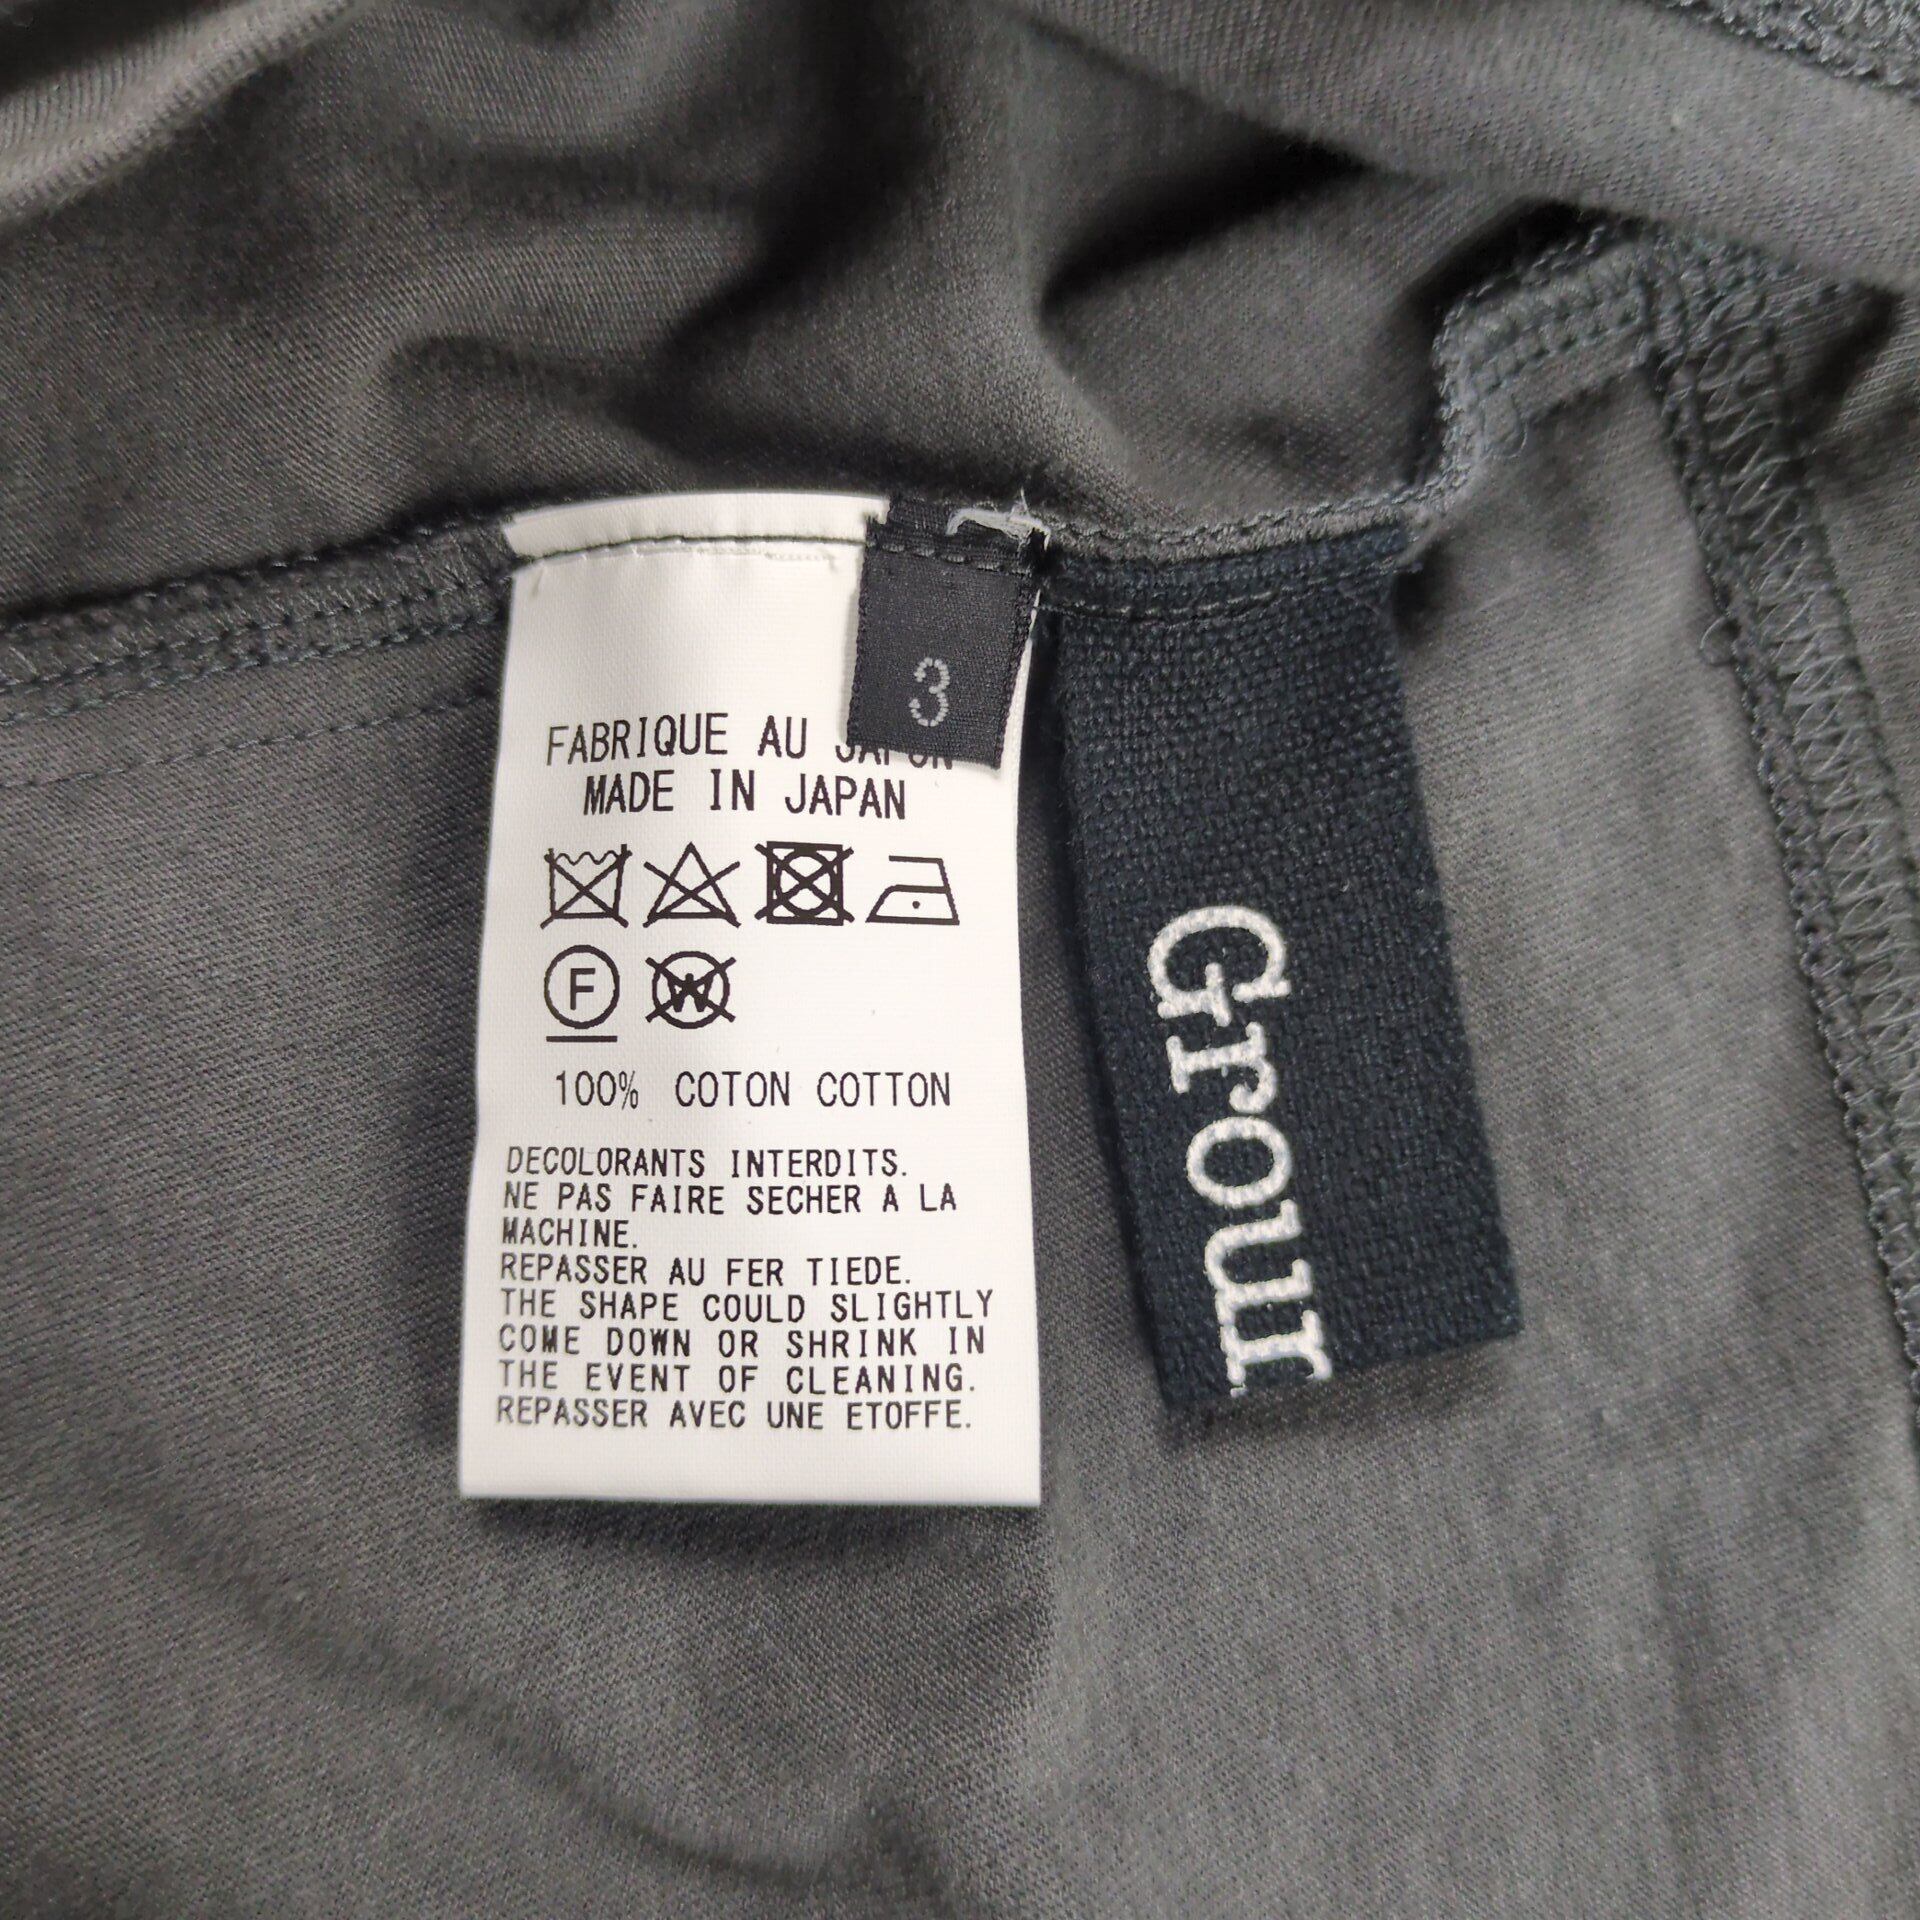 3
FABRIQUE AU JAPON
MADE IN JAPAN
F
W
100% COTON COTTON
DECOLORANTS INTERDITS.
NE PAS FAIRE SECHER A LA
MACHINE.
REPASSER AU FER TIEDE.
THE SHAPE COULD SLIGHTLY
COME DOWN OR SHRINK IN
THE EVENT OF CLEANING.
REPASSER AVEC UNE ETOFFE.
Grour